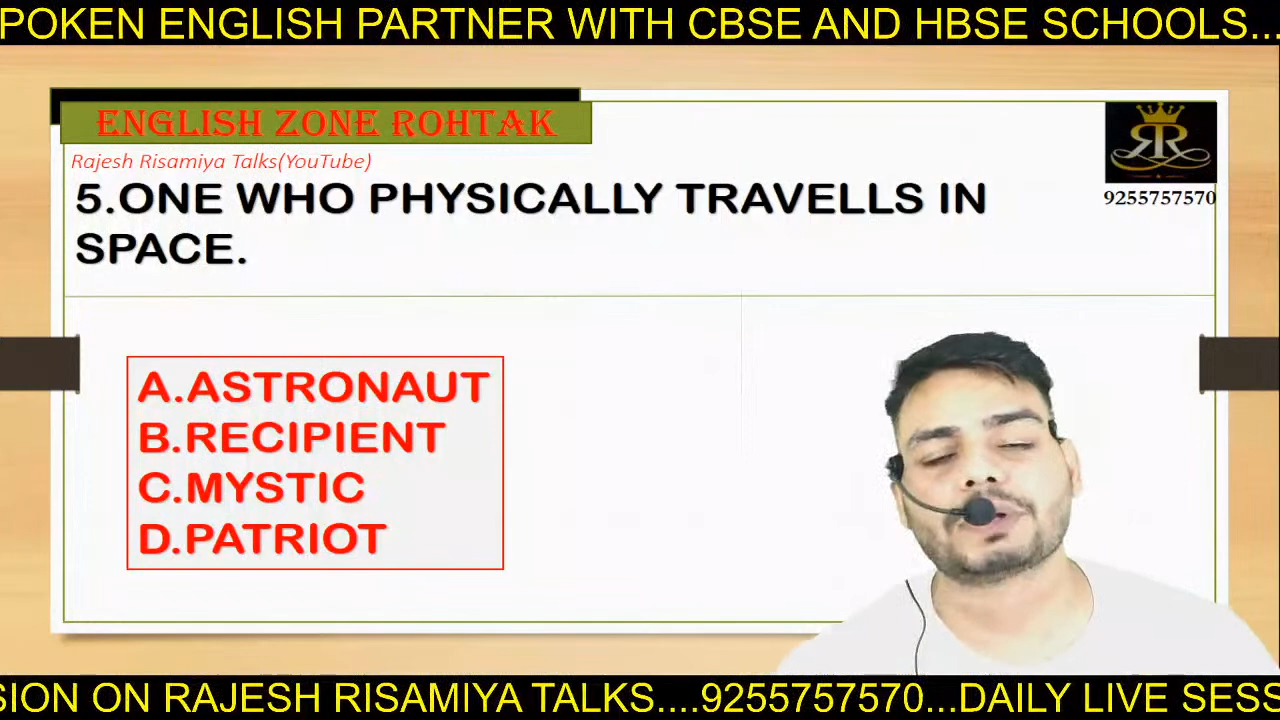 POKEN ENGLISH PARTNER WITH CBSE AND HBSE SCHOOLS...
ENGLISH ZONE ROHTAK
Rajesh Risamiya Talks(YouTube)
RR
9255757570
5.ONE WHO PHYSICALLY TRAVELLS IN
SPACE.
A.ASTRONAUT
B.RECIPIENT
C.MYSTIC
D.PATRIOT
SION ON RAJESH RISAMIYA TALKS....9255757570...DAILY LIVE SESS